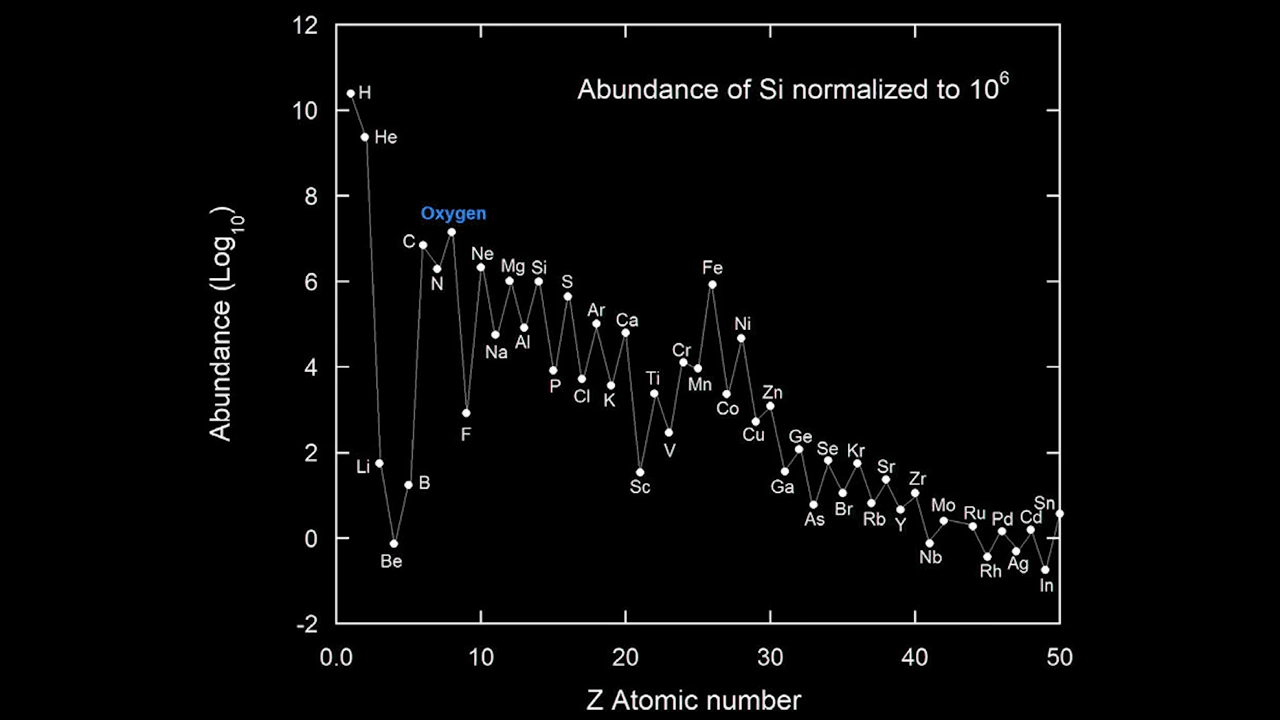 12
Abundance of Si normalized to 10^6
10
H
He
8
Oxygen
C
N
Ne
Mg
Si
Fe
6
S
Ar
Ca
Ni
Na
Al
Cr
4
P
Cl
K
Ti
Mn
Co
Zn
F
V
Cu
Ge
Se
Kr
2
Li
B
Sc
Ga
As
Br
Rb
Sr
Y
Zr
Mo
Ru
Pd
Cd
Sn
0
Be
Nb
Rh
Ag
In
-2
Abundance (Log10)
0.0 10 20 30 40 50
Z Atomic number